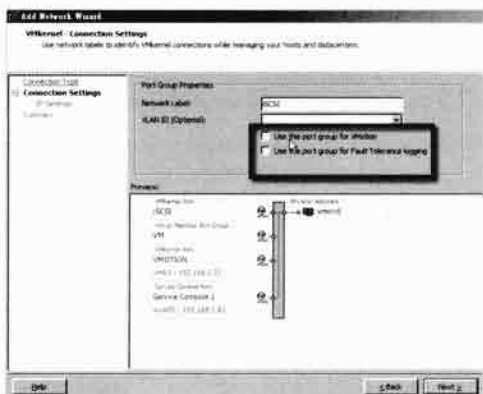 Add Network Wizard
VMkernel - Connection Settings
Use network labels to identify VMkernel connections while managing your hosts and datacenters.
Connection Type
Connection Settings
IP Settings
Summary
Port Group Properties
Network Label:
iSCSI
VLAN ID (Optional):
Use this port group for VMotion
Use this port group for Fault Tolerance logging
Preview:
VMkernel Port
iSCSI
Physical Adapters
Virtual Machine Port Group
VM
VMkernel Port
VMOTION
Service Console Port
Service Console 2
Help
< Back
Next >